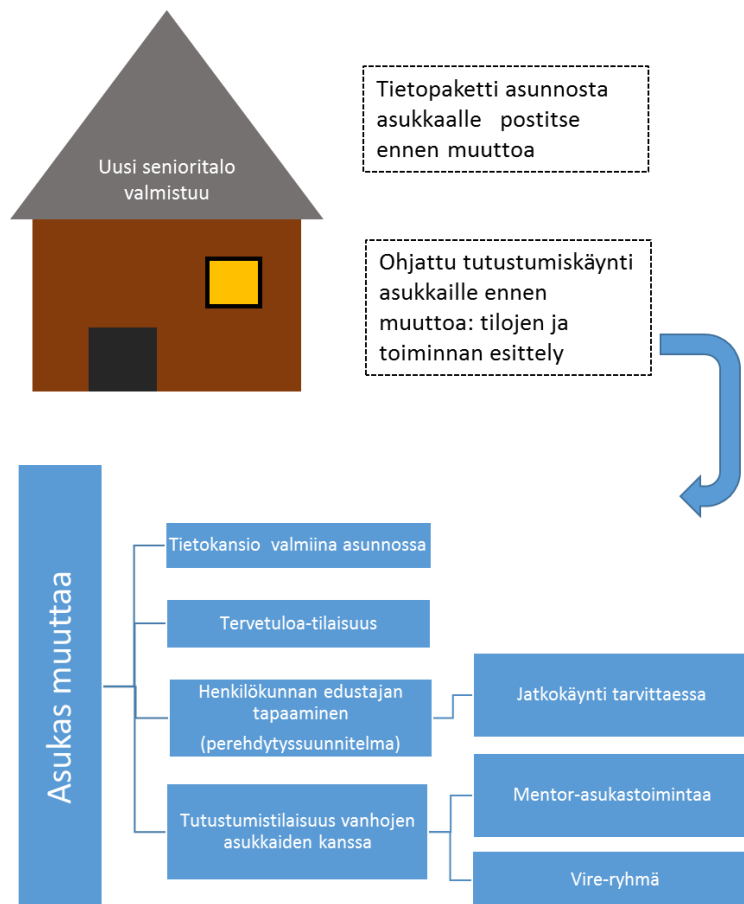 Uusi senioritalo
valmistuu
Tietopaketti asunnosta
asukkaalle postitse
ennen muuttoa
Ohjattu tutustumiskäynti
asukkaille ennen
muuttoa: tilojen ja
toiminnan esittely
Asukas muuttaa
Tietokansio valmiina asunnossa
Tervetuloa-tilaisuus
Henkilökunnan edustajan
tapaaminen
(perehdytyssuunnitelma)
Jatkokäynti tarvittaessa
Tutustumistilaisuus vanhojen
asukkaiden kanssa
Mentor-asukastoimintaa
Vire-ryhmä